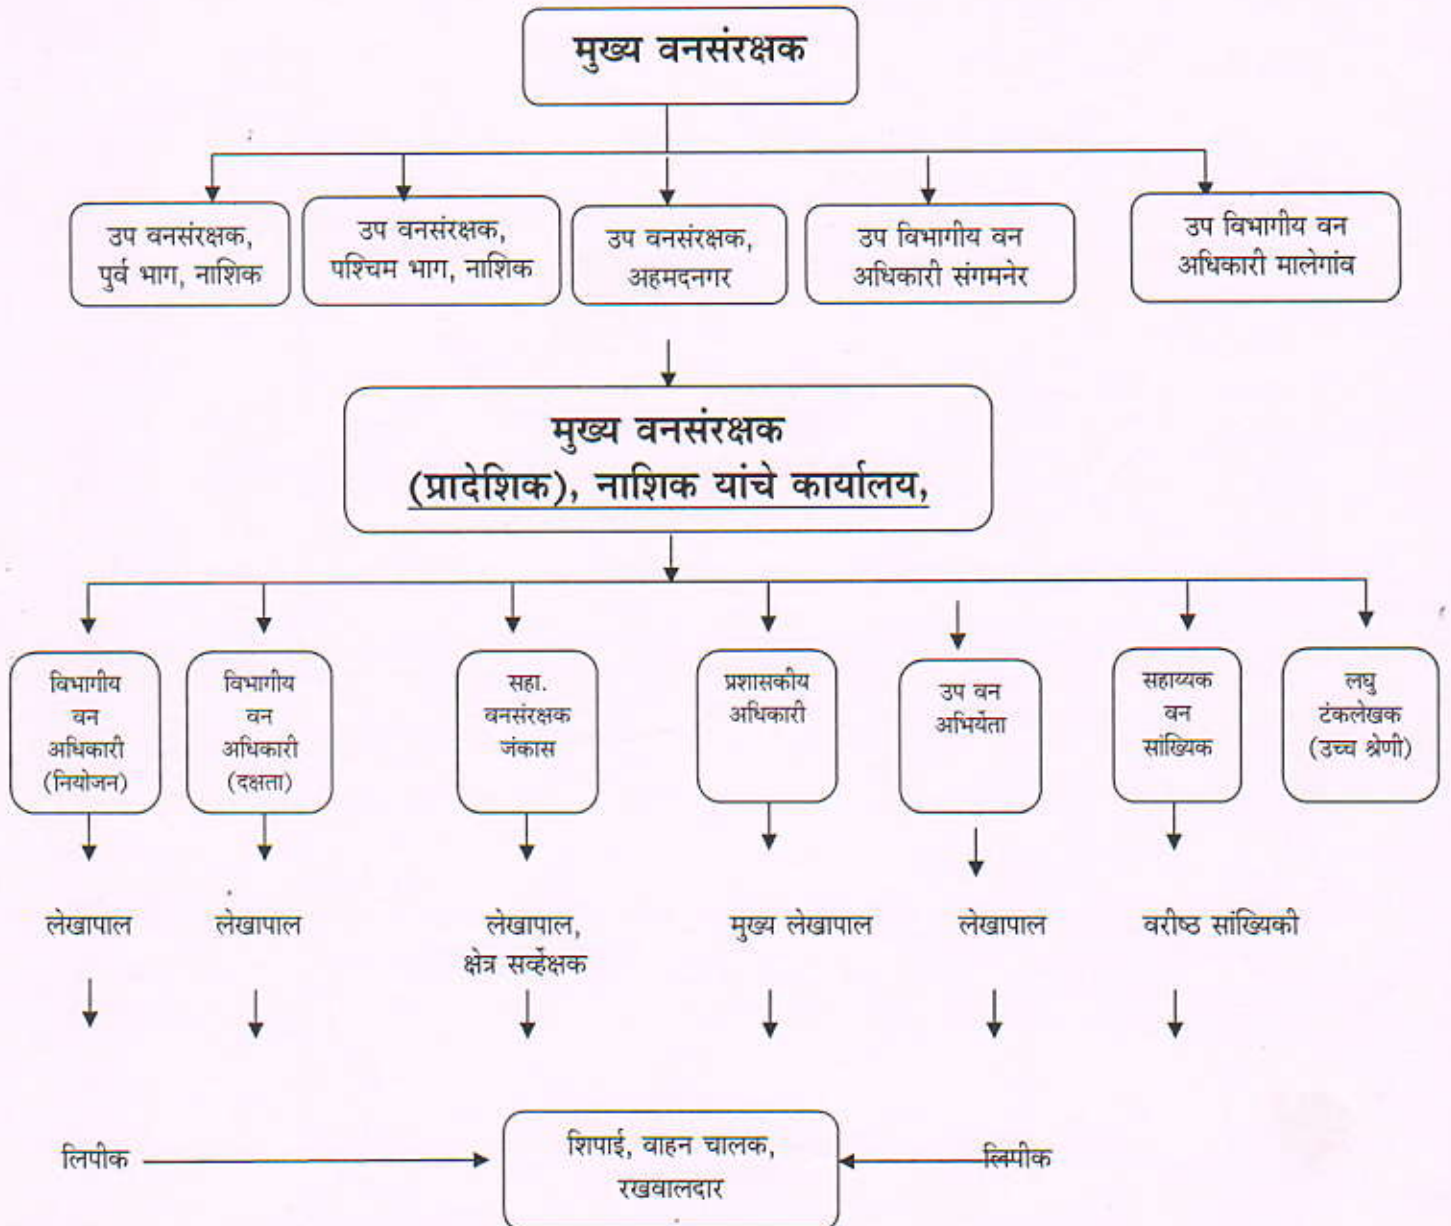 मुख्य वनसंरक्षक
उप वनसंरक्षक,
पुर्व भाग, नाशिक
उप वनसंरक्षक,
पश्चिम भाग, नाशिक
उप वनसंरक्षक,
अहमदनगर
उप विभागीय वन
अधिकारी संगमनेर
उप विभागीय वन
अधिकारी मालेगांव
मुख्य वनसंरक्षक
(प्रादेशिक), नाशिक यांचे कार्यालय,
विभागीय
वन
अधिकारी
(नियोजन)
विभागीय
वन
अधिकारी
(दक्षता)
सहा.
वनसंरक्षक
जंकास
प्रशासकीय
अधिकारी
उप वन
अभियेंता
सहाय्यक
वन
सांख्यिक
लघु
टंकलेखक
(उच्च श्रेणी)
लेखापाल
लेखापाल
लेखापाल,
क्षेत्र सर्व्हेक्षक
मुख्य लेखापाल
लेखापाल
वरीष्ठ सांख्यिकी
लिपीक
शिपाई, वाहन चालक,
रखवालदार
लिपीक